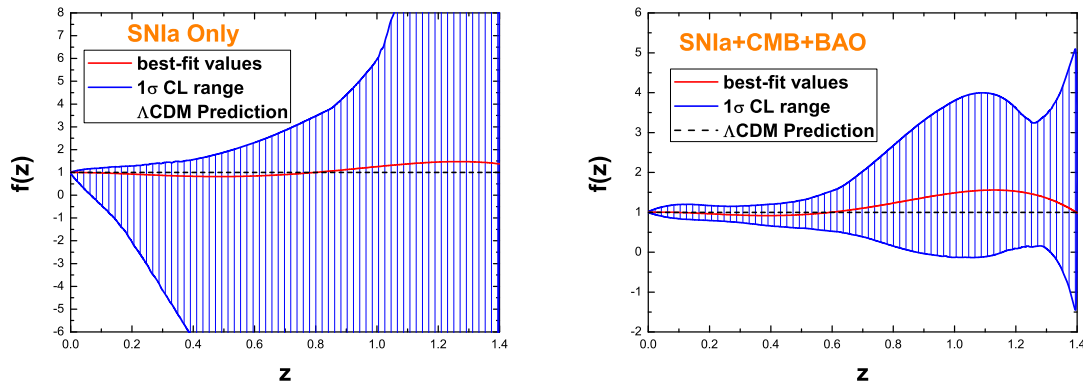 SNIa Only
best-fit values
1σ CL range
ΛCDM Prediction
f(z)
8
7
6
5
4
3
2
1
0
-1
-2
-3
-4
-5
-6
0.0 0.2 0.4 0.6 0.8 1.0 1.2 1.4
z
SNIa+CMB+BAO
best-fit values
1σ CL range
ΛCDM Prediction
f(z)
6
5
4
3
2
1
0
-1
-2
0.0 0.2 0.4 0.6 0.8 1.0 1.2 1.4
z